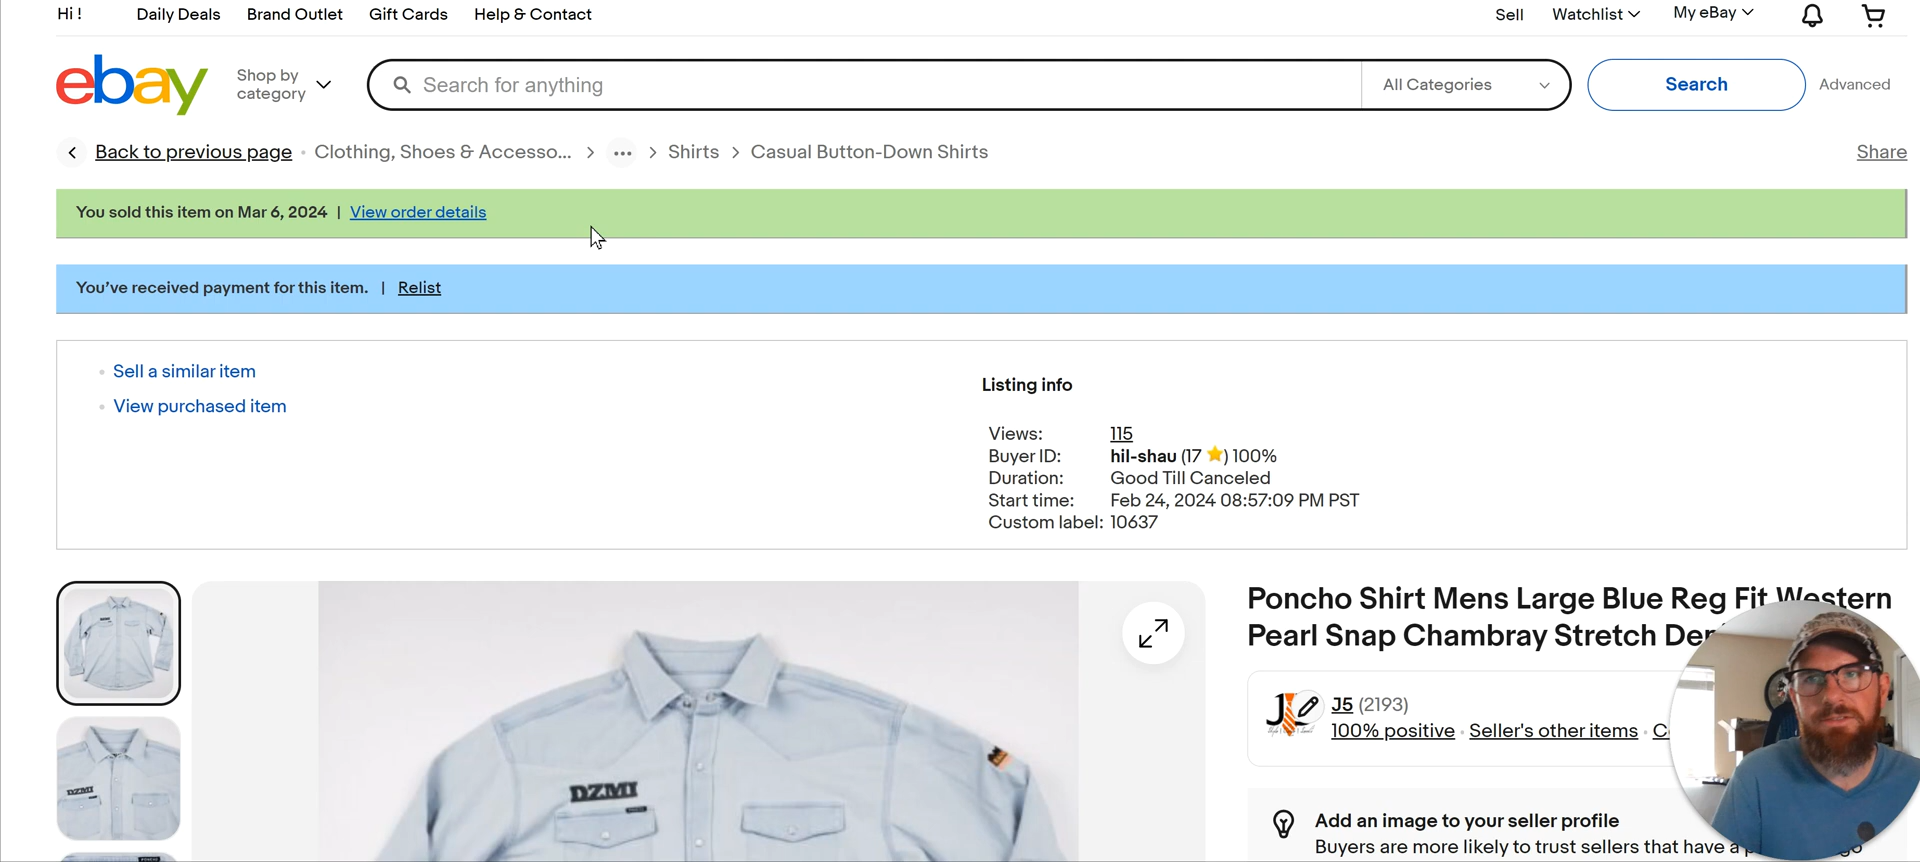 Hi !
Daily Deals
Brand Outlet
Gift Cards
Help & Contact
Sell
Watchlist
My eBay
ebay
Shop by
category
Search for anything
All Categories
Search
Advanced
Back to previous page
Clothing, Shoes & Accesso...
...
Shirts
Casual Button-Down Shirts
Share
You sold this item on Mar 6, 2024 | View order details
You've received payment for this item. | Relist
Sell a similar item
View purchased item
Listing info
Views: 115
Buyer ID: hil-shau (17 ) 100%
Duration: Good Till Canceled
Start time: Feb 24, 2024 08:57:09 PM PST
Custom label: 10637
Poncho Shirt Mens Large Blue Reg Fit Western
Pearl Snap Chambray Stretch
J5 (2193)
100% positive
Seller's other items
DZMI
DZMI
Add an image to your seller profile
Buyers are more likely to trust sellers that have a